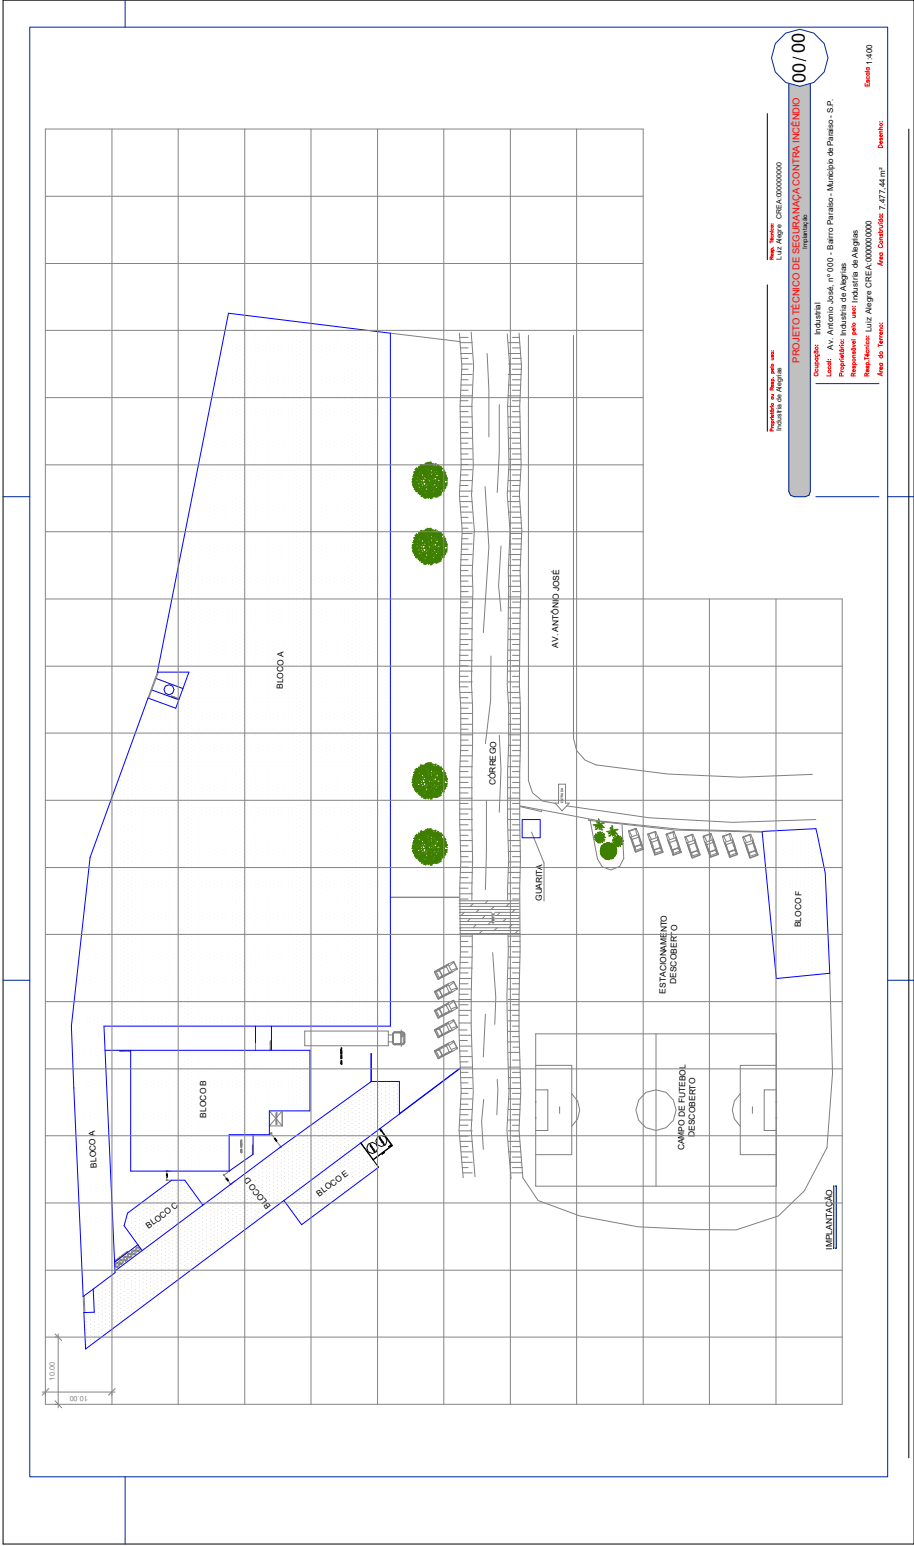 BLOCO A
BLOCO A
BLOCO B
BLOCO C
BLOCO D
BLOCO E
BLOCO F
CÓRREGO
AV. ANTÔNIO JOSÉ
GUARITA
ESTACIONAMENTO
DESCOBERTO
CAMPO DE FUTEBOL
DESCOBERTO
IMPLANTAÇÃO
10.00
10.00
Proprietário ou Resp. pelo uso:
Industria de Alegrias
Resp. Técnico:
Luiz Alegre CREA:000000000
PROJETO TÉCNICO DE SEGURANAÇA CONTRA INCÊNDIO
Implantação
00/00
Ocupação: Industrial
Local: Av. Antonio José, nº 000 - Bairro Paraíso - Município de Paraíso - S.P.
Proprietário: Industria de Alegrias
Responsável pelo uso: Industria de Alegrias
Resp.Técnico: Luiz Alegre CREA:0000000000
Área do Terreno: Área Construída: 7.477,44 m² Desenho: Escala 1:400